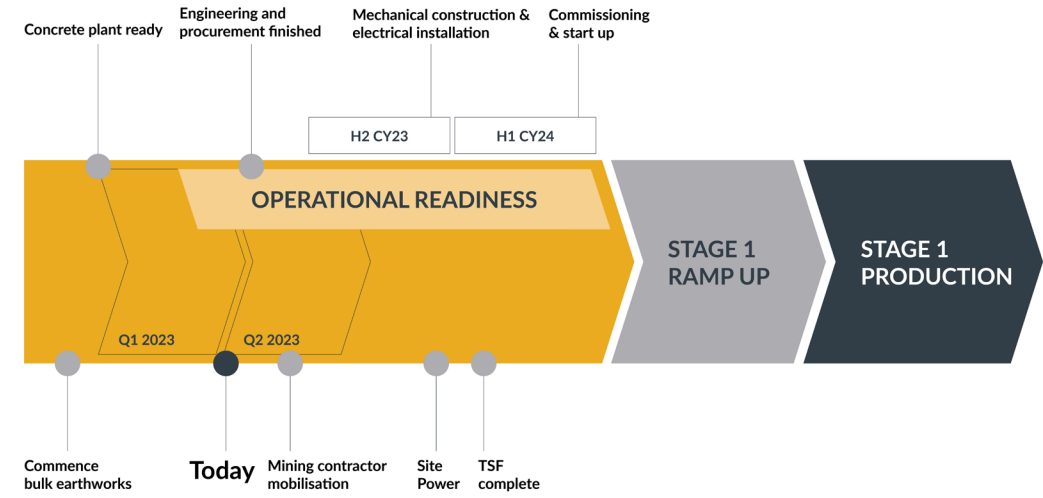 Concrete plant ready
Engineering and
procurement finished
Mechanical construction &
electrical installation
Commissioning
& start up
H2 CY23
H1 CY24
OPERATIONAL READINESS
STAGE 1
RAMP UP
STAGE 1
PRODUCTION
Q1 2023
Q2 2023
Commence
bulk earthworks
Today
Mining contractor
mobilisation
Site
Power
TSF
complete